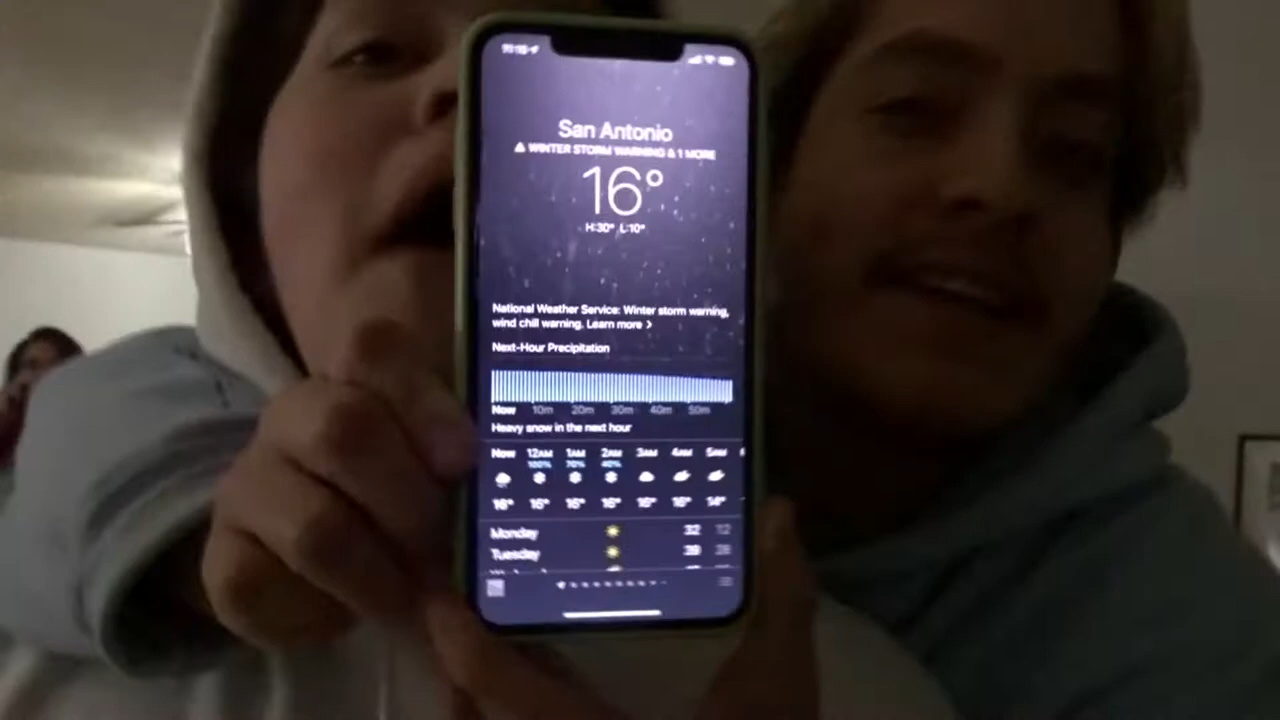 San Antonio
⚠ WINTER STORM WARNING & 1 MORE
16°
H:30° L:10°
National Weather Service: Winter storm warning,
wind chill warning. Learn more >
Next-Hour Precipitation
Now 10m 20m 30m 40m 50m
Heavy snow in the next hour
Now 12AM 1AM 2AM 3AM 4AM 5AM
100% 70% 40%
16° 16° 16° 16° 16° 16° 14°
Monday 32 12
Tuesday 39 28